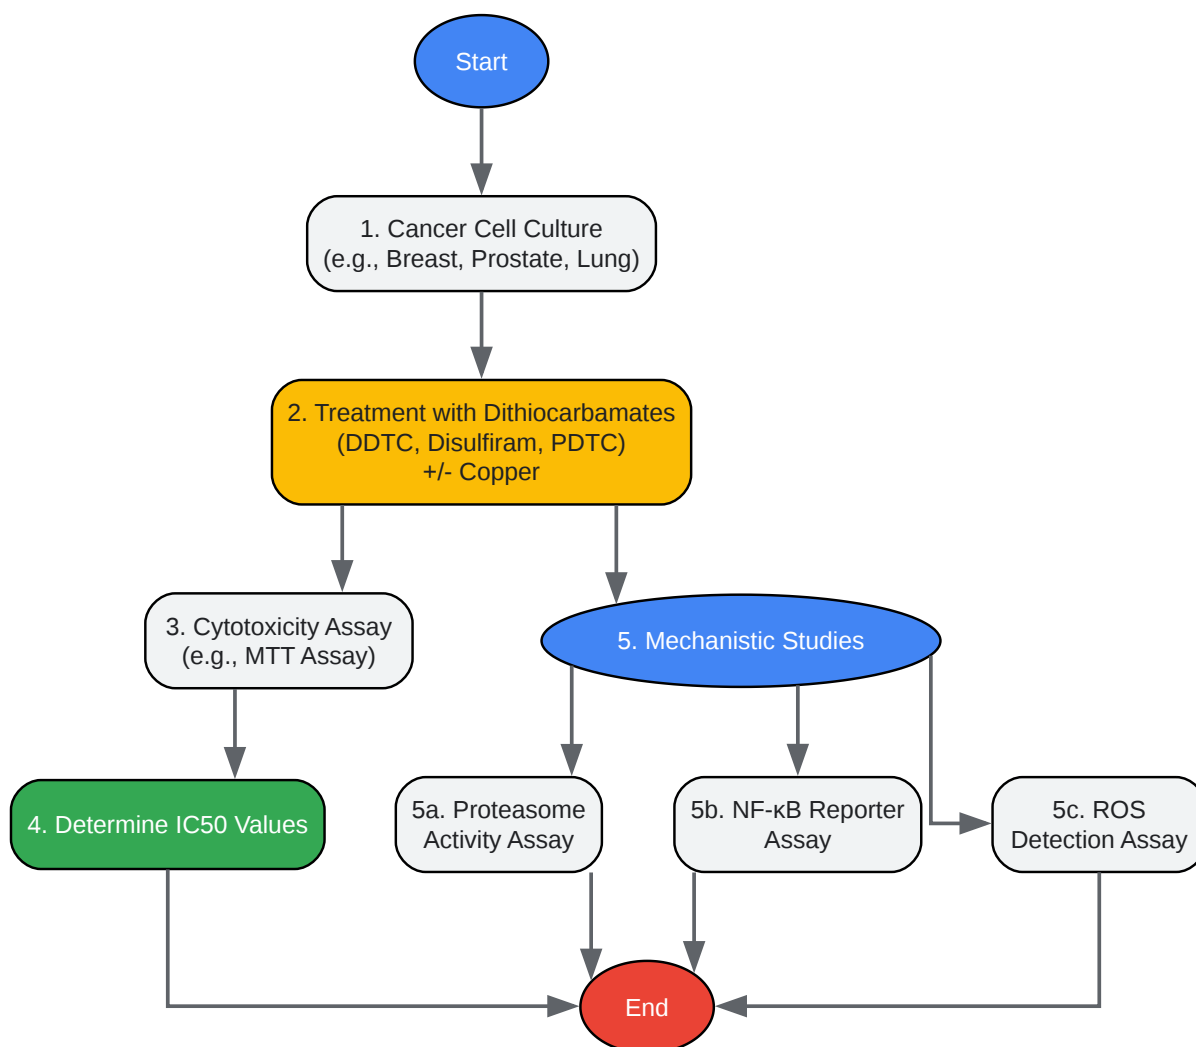 Start
1. Cancer Cell Culture
(e.g., Breast, Prostate, Lung)
2. Treatment with Dithiocarbamates
(DDTC, Disulfiram, PDTC)
+/- Copper
3. Cytotoxicity Assay
(e.g., MTT Assay)
5. Mechanistic Studies
4. Determine IC50 Values
5a. Proteasome
Activity Assay
5b. NF-κB Reporter
Assay
5c. ROS
Detection Assay
End